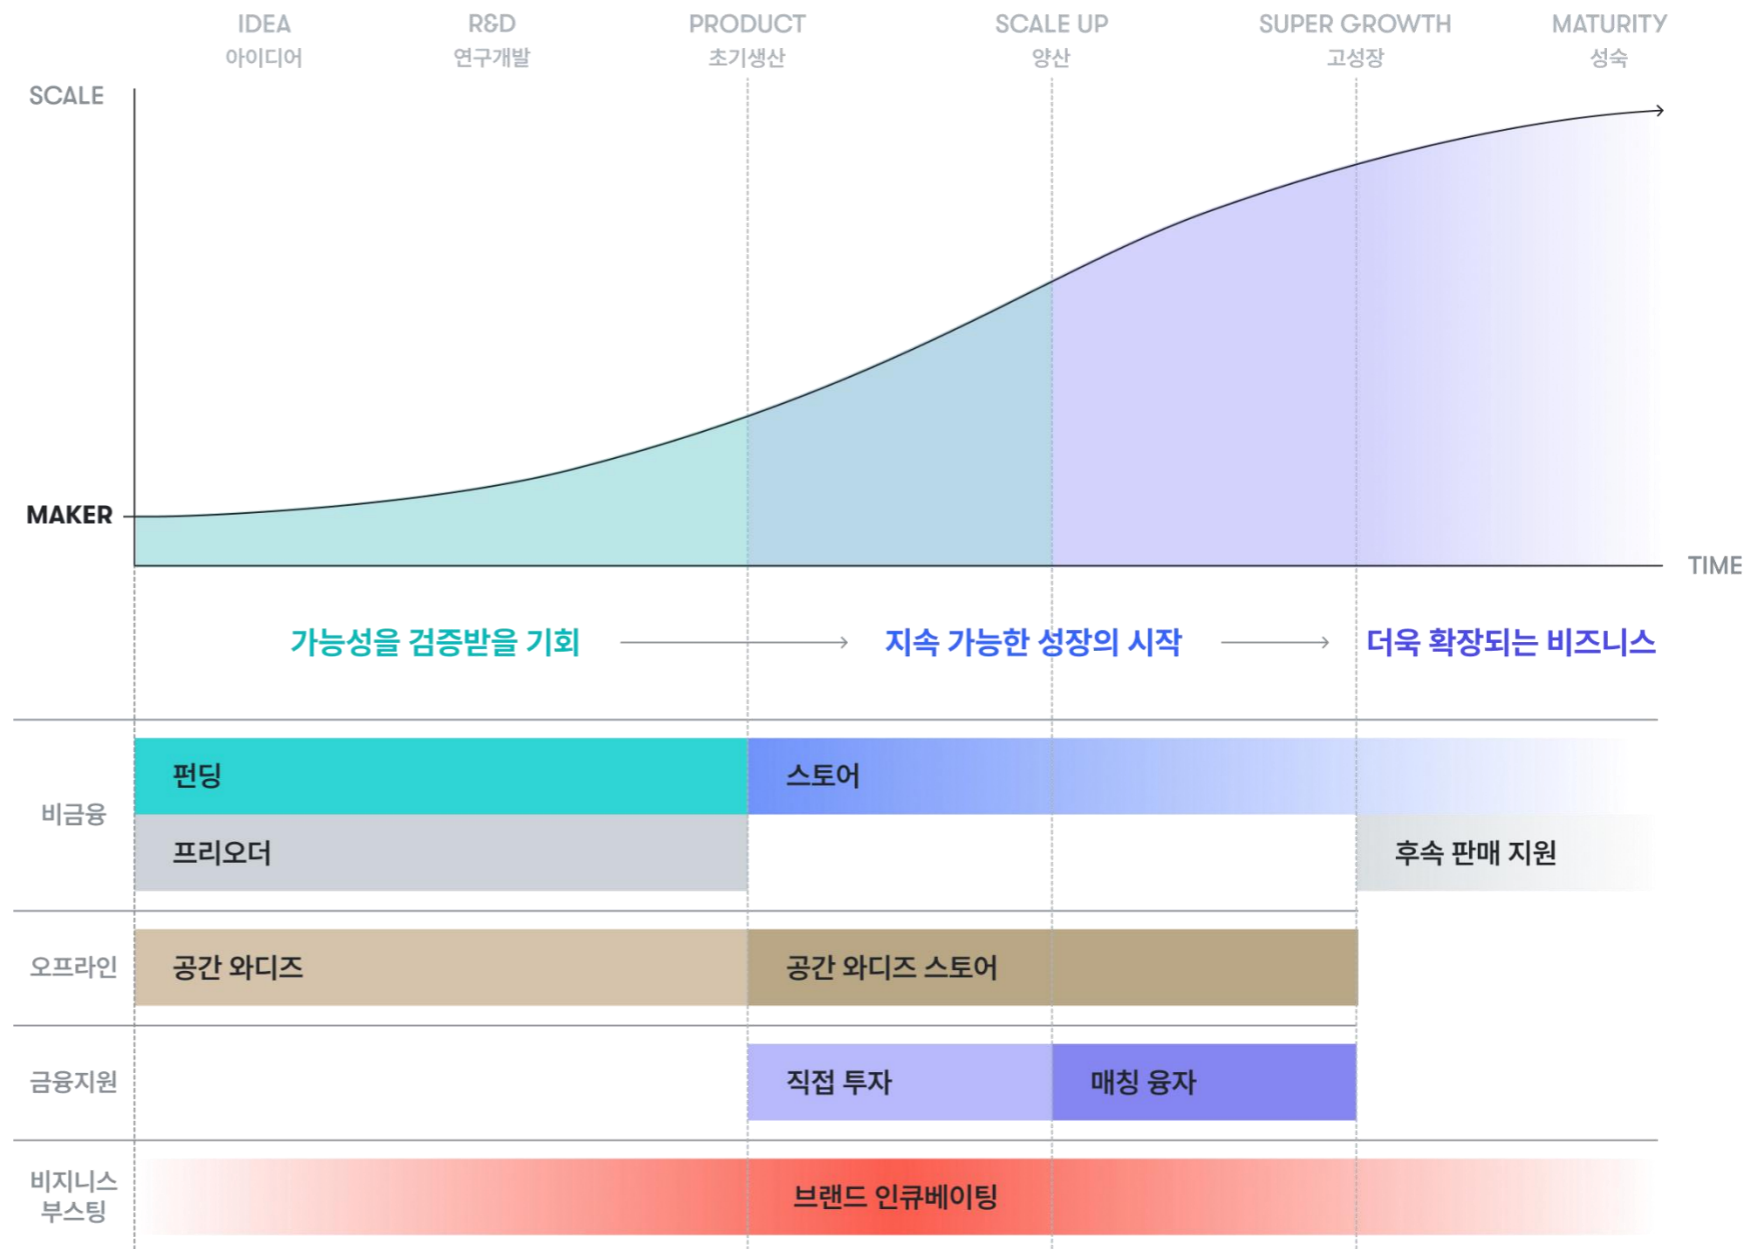 IDEA
아이디어
R&D
연구개발
PRODUCT
초기생산
SCALE UP
양산
SUPER GROWTH
고성장
MATURITY
성숙
SCALE
MAKER
TIME
가능성을 검증받을 기회
지속 가능한 성장의 시작
더욱 확장되는 비즈니스
비금융
펀딩
스토어
프리오더
후속 판매 지원
오프라인
공간 와디즈
공간 와디즈 스토어
금융지원
직접 투자
매칭 융자
비지니스
부스팅
브랜드 인큐베이팅